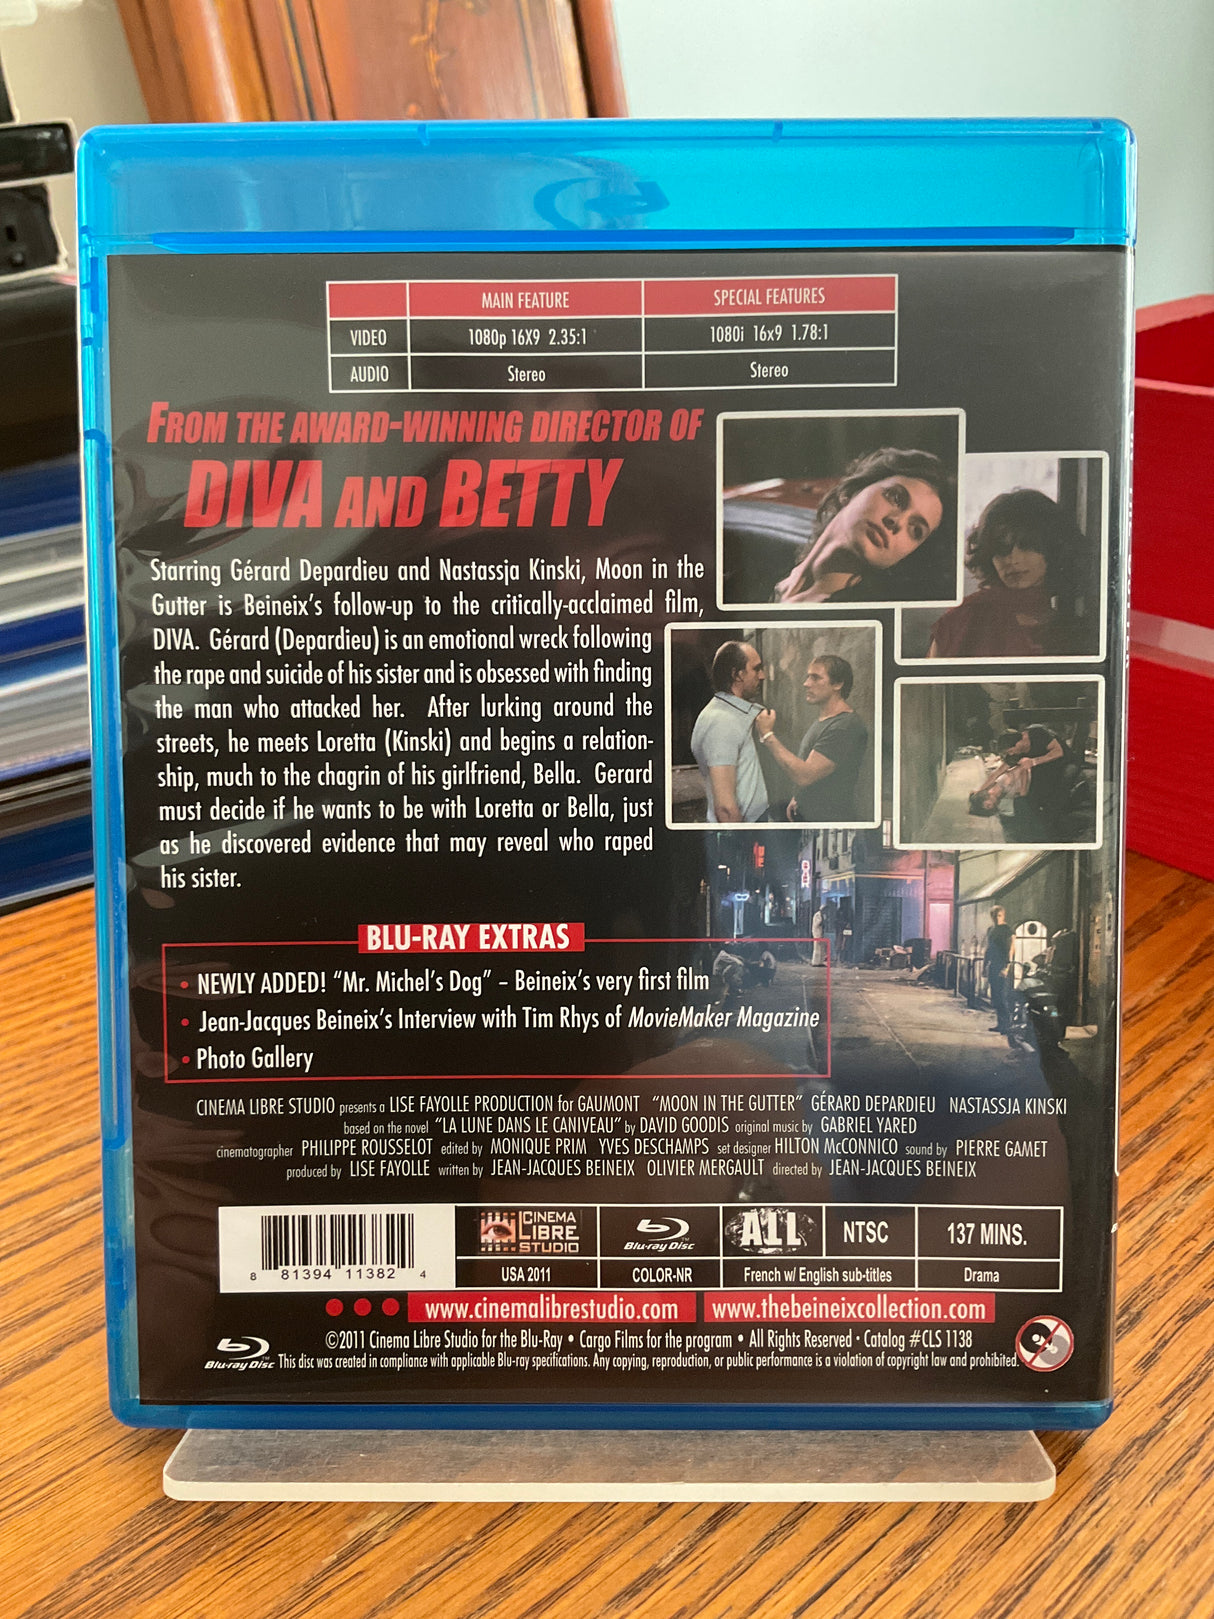 MAIN FEATURE SPECIAL FEATURES
VIDEO 1080p 16X9 2.35:1 1080i 16x9 1.78:1
AUDIO Stereo Stereo
FROM THE AWARD-WINNING DIRECTOR OF
DIVA AND BETTY
Starring Gérard Depardieu and Nastassja Kinski, Moon in the
Gutter is Beineix's follow-up to the critically-acclaimed film,
DIVA. Gérard (Depardieu) is an emotional wreck following
the rape and suicide of his sister and is obsessed with finding
the man who attacked her. After lurking around the
streets, he meets Loretta (Kinski) and begins a relation-
ship, much to the chagrin of his girlfriend, Bella. Gerard
must decide if he wants to be with Loretta or Bella, just
as he discovered evidence that may reveal who raped
his sister.
BAR
BLU-RAY EXTRAS
• NEWLY ADDED! “Mr. Michel's Dog” – Beineix's very first film
• Jean-Jacques Beineix's Interview with Tim Rhys of MovieMaker Magazine
• Photo Gallery
CINEMA LIBRE STUDIO presents a LISE FAYOLLE PRODUCTION for GAUMONT “MOON IN THE GUTTER” GÉRARD DEPARDIEU NASTASSJA KINSKI
based on the novel “LA LUNE DANS LE CANIVEAU” by DAVID GOODIS original music by GABRIEL YARED
cinematographer PHILIPPE ROUSSELOT edited by MONIQUE PRIM YVES DESCHAMPS set designer HILTON McCONNICO sound by PIERRE GAMET
produced by LISE FAYOLLE written by JEAN-JACQUES BEINEIX OLIVIER MERGAULT directed by JEAN-JACQUES BEINEIX
8 81394 11382 4
CINEMA LIBRE STUDIO
Blu-ray Disc
A11
NTSC
137 MINS.
USA 2011
COLOR-NR
French w/ English sub-titles
Drama
www.cinemalibrestudio.com www.thebeineixcollection.com
Blu-ray Disc
©2011 Cinema Libre Studio for the Blu-Ray • Cargo Films for the program • All Rights Reserved · Catalog #CLS 1138
This disc was created in compliance with applicable Blu-ray specifications. Any copying, reproduction, or public performance is a violation of copyright law and prohibited.